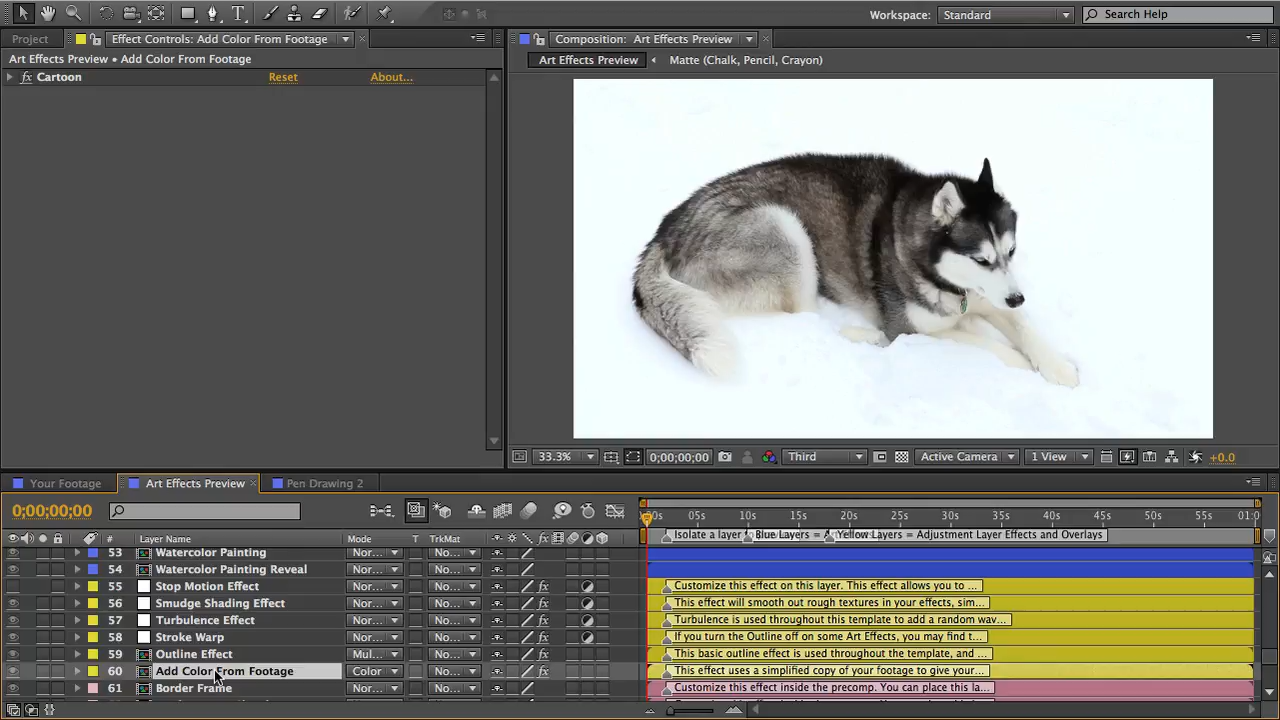 Workspace: Standard Search Help
Project Effect Controls: Add Color From Footage
Art Effects Preview • Add Color From Footage
fx Cartoon Reset About...
Composition: Art Effects Preview
Art Effects Preview Matte (Chalk, Pencil, Crayon)
33.3% 0;00;00;00 Third Active Camera 1 View +0.0
Your Footage Art Effects Preview Pen Drawing 2
0;00;00;00
05s 10s 15s 20s 25s 30s 35s 40s 45s 50s 55s 01:0
# Layer Name Mode T TrkMat
Isolate a layer Blue Layers = Yellow Layers = Adjustment Layer Effects and Overlays
53 Watercolor Painting Nor... No...
54 Watercolor Painting Reveal Nor... No...
55 Stop Motion Effect Nor... No... fx Customize this effect on this layer. This effect allows you to ...
56 Smudge Shading Effect Nor... No... fx This effect will smooth out rough textures in your effects, sim...
57 Turbulence Effect Nor... No... fx Turbulence is used throughout this template to add a random wav...
58 Stroke Warp Nor... No... fx If you turn the Outline off on some Art Effects, you may find t...
59 Outline Effect Mul... No... fx This basic outline effect is used throughout the template, and ...
60 Add Color From Footage Color No... fx This effect uses a simplified copy of your footage to give your...
61 Border Frame Nor... No... Customize this effect inside the precomp. You can place this la...